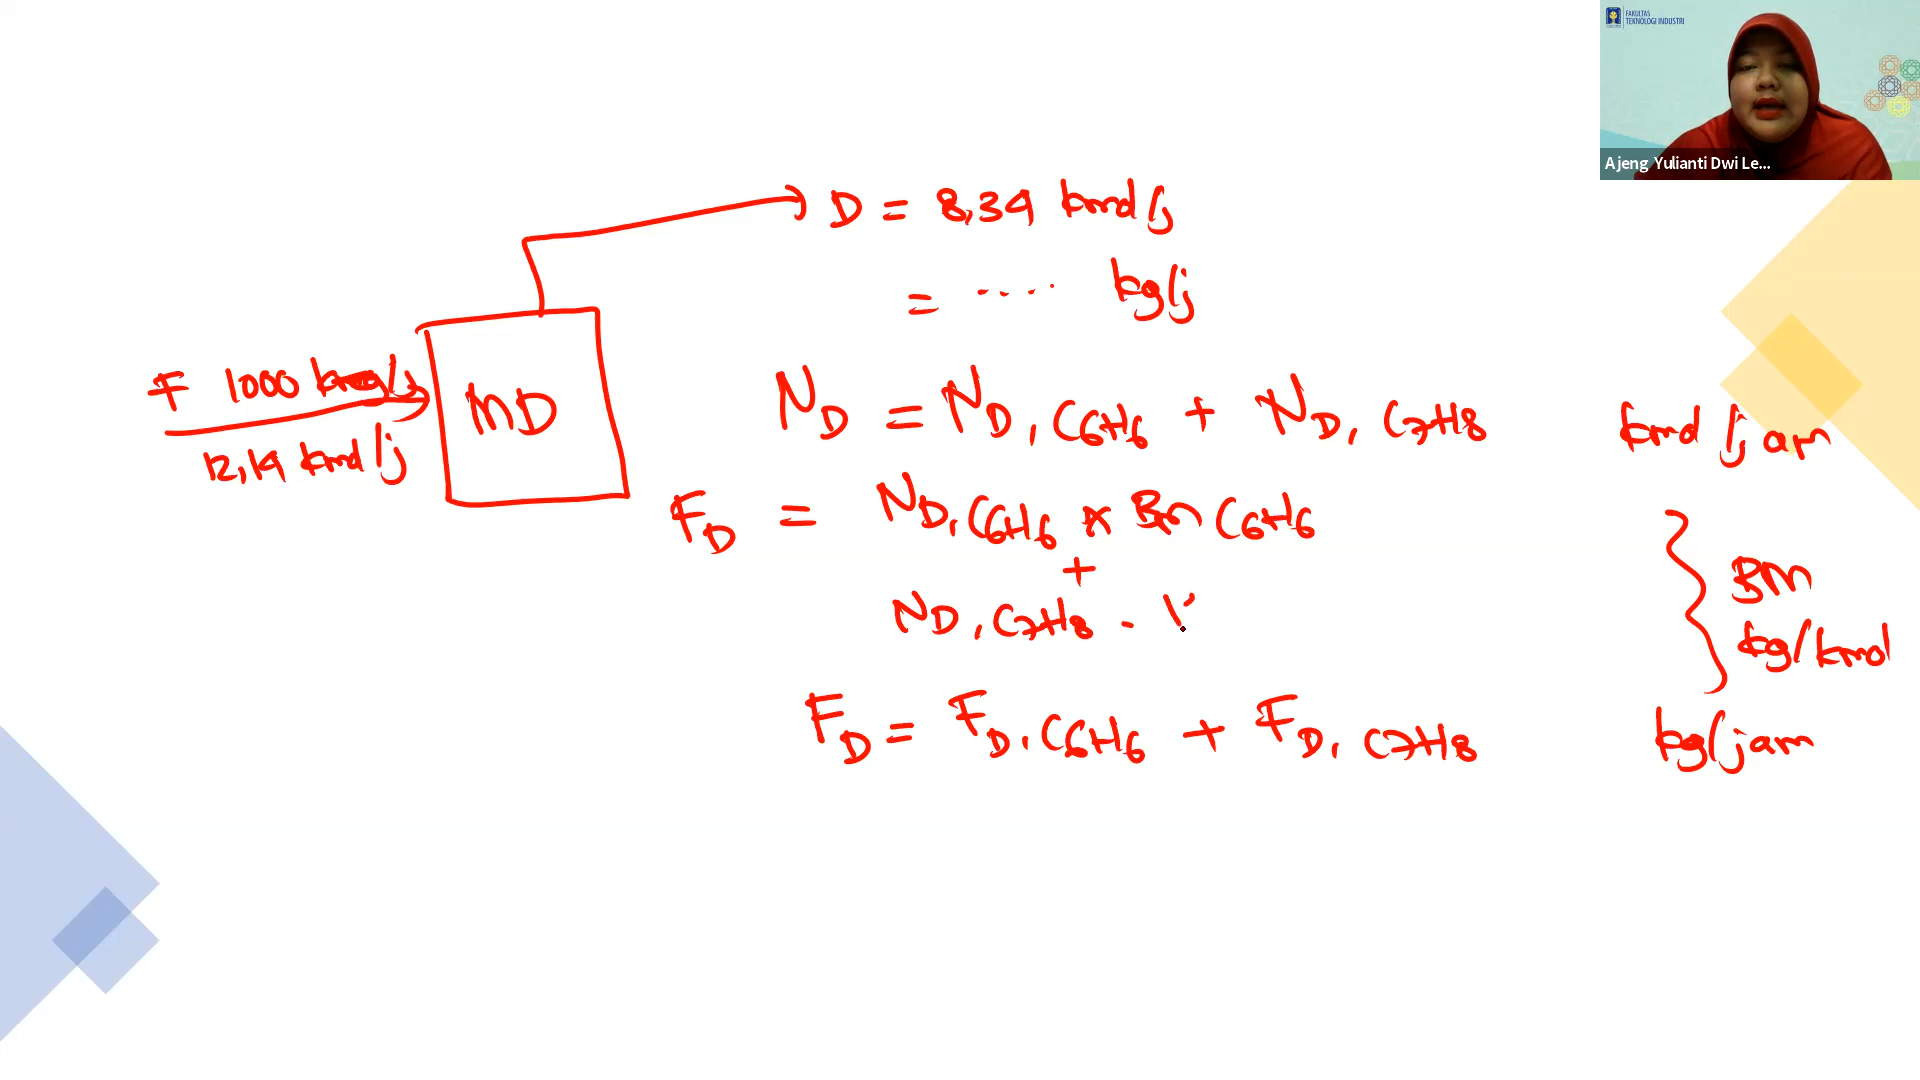 FAKULTAS
TEKNOLOGI INDUSTRI
Ajeng Yulianti Dwi Le...
D = 8,34 kmol/j
= .... kg/j
F 1000 kg/j
12,14 kmol/j
MD
N_D = N_D, C6H6 + N_D, C7H8 kmol/jam
F_D = N_D, C6H6 x BM C6H6
+
N_D, C7H8 .
BM
kg/kmol
F_D = F_D, C6H6 + F_D, C7H8 kg/jam